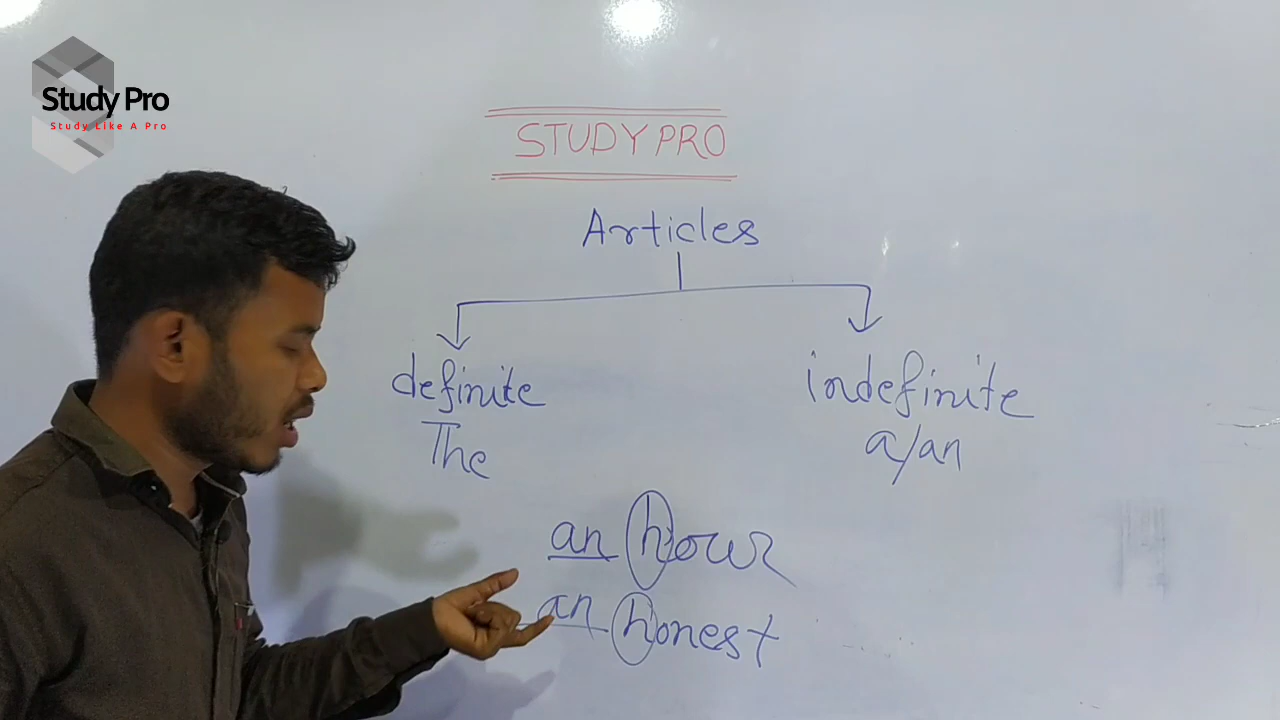 Study Pro
Study Like A Pro
STUDY PRO
Articles
definite indefinite
The a/an
an hour
an honest